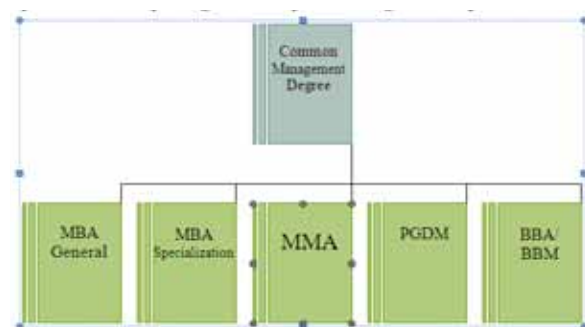 Common
Management
Degree
MBA
General
MBA
Specialization
MMA
PGDM
BBA/
BBM